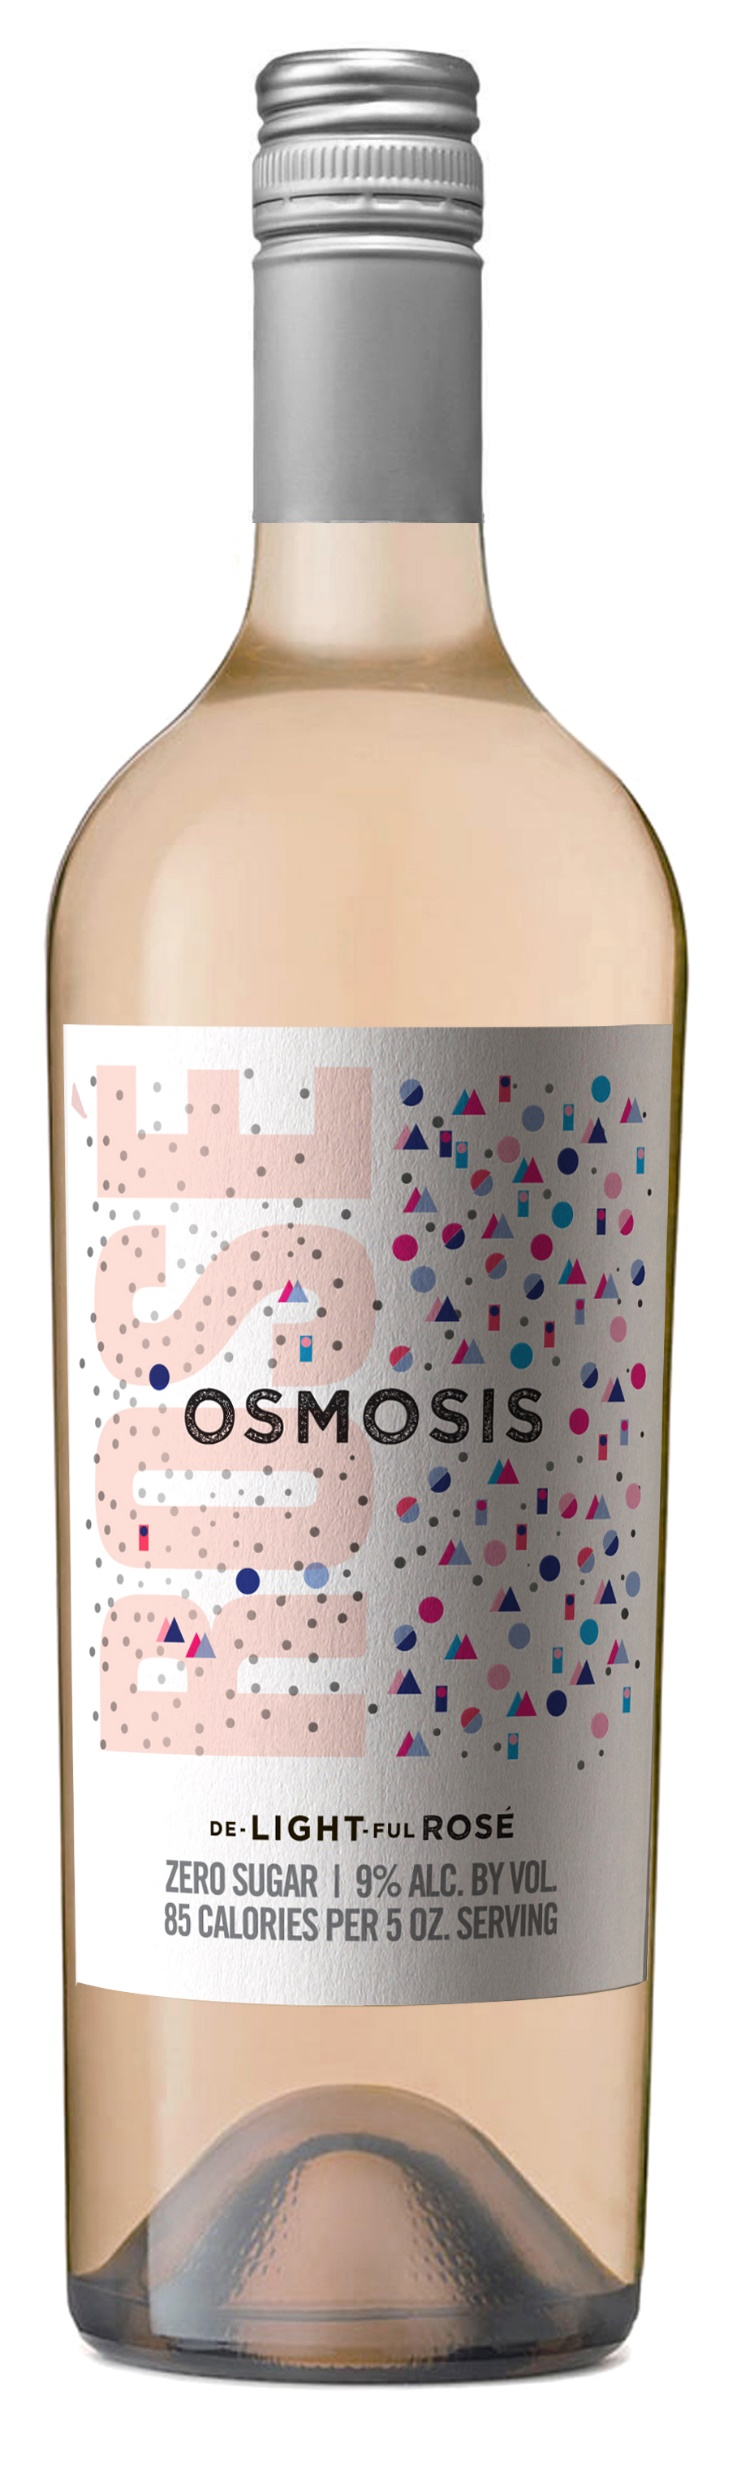 ROSÉ
OSMOSIS
DE-LIGHT-FUL ROSÉ
ZERO SUGAR | 9% ALC. BY VOL.
85 CALORIES PER 5 OZ. SERVING